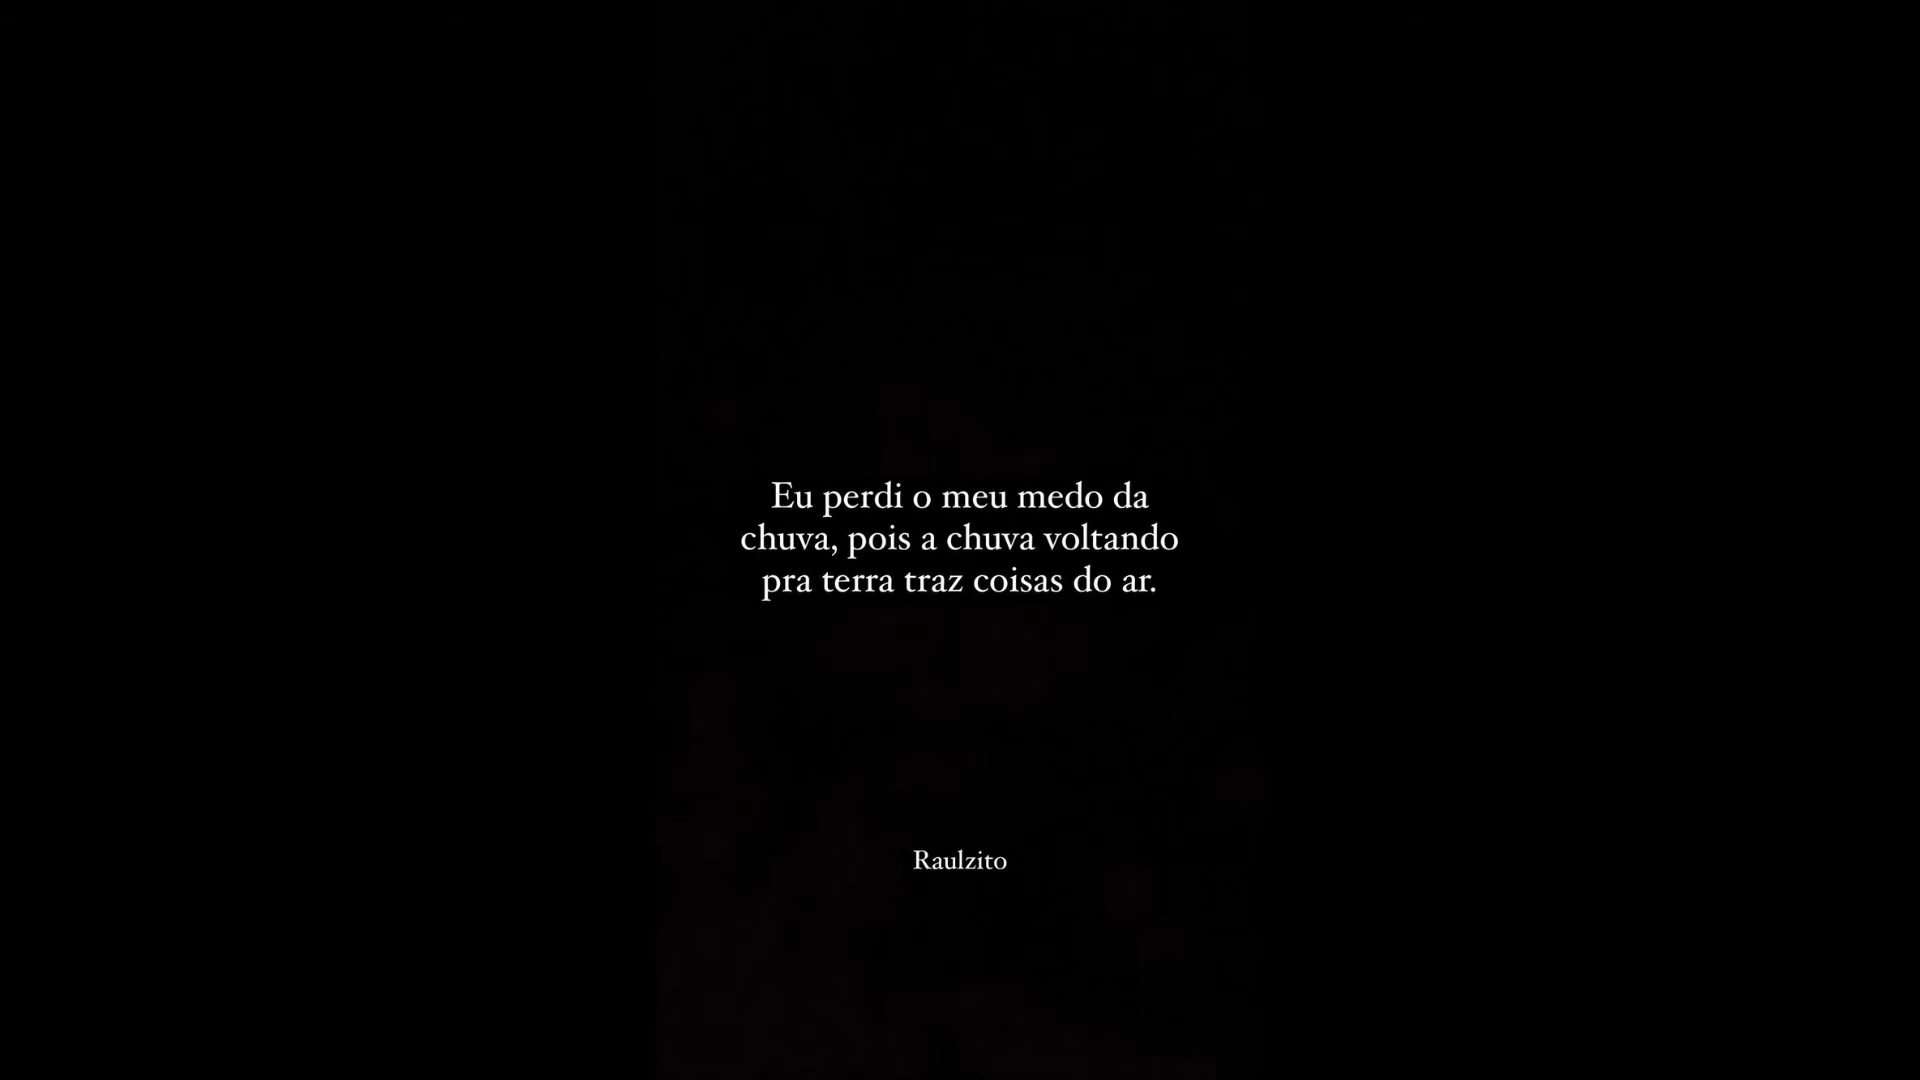 Eu perdi o meu medo da
chuva, pois a chuva voltando
pra terra traz coisas do ar.
Raulzito